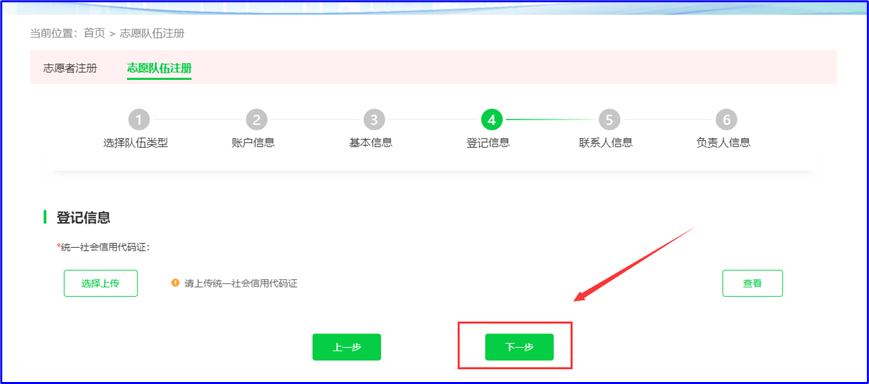 当前位置: 首页 > 志愿队伍注册
志愿者注册 志愿队伍注册
1 2 3 4 5 6
选择队伍类型 账户信息 基本信息 登记信息 联系人信息 负责人信息
登记信息
*统一社会信用代码证:
选择上传 请上传统一社会信用代码证 查看
上一步 下一步